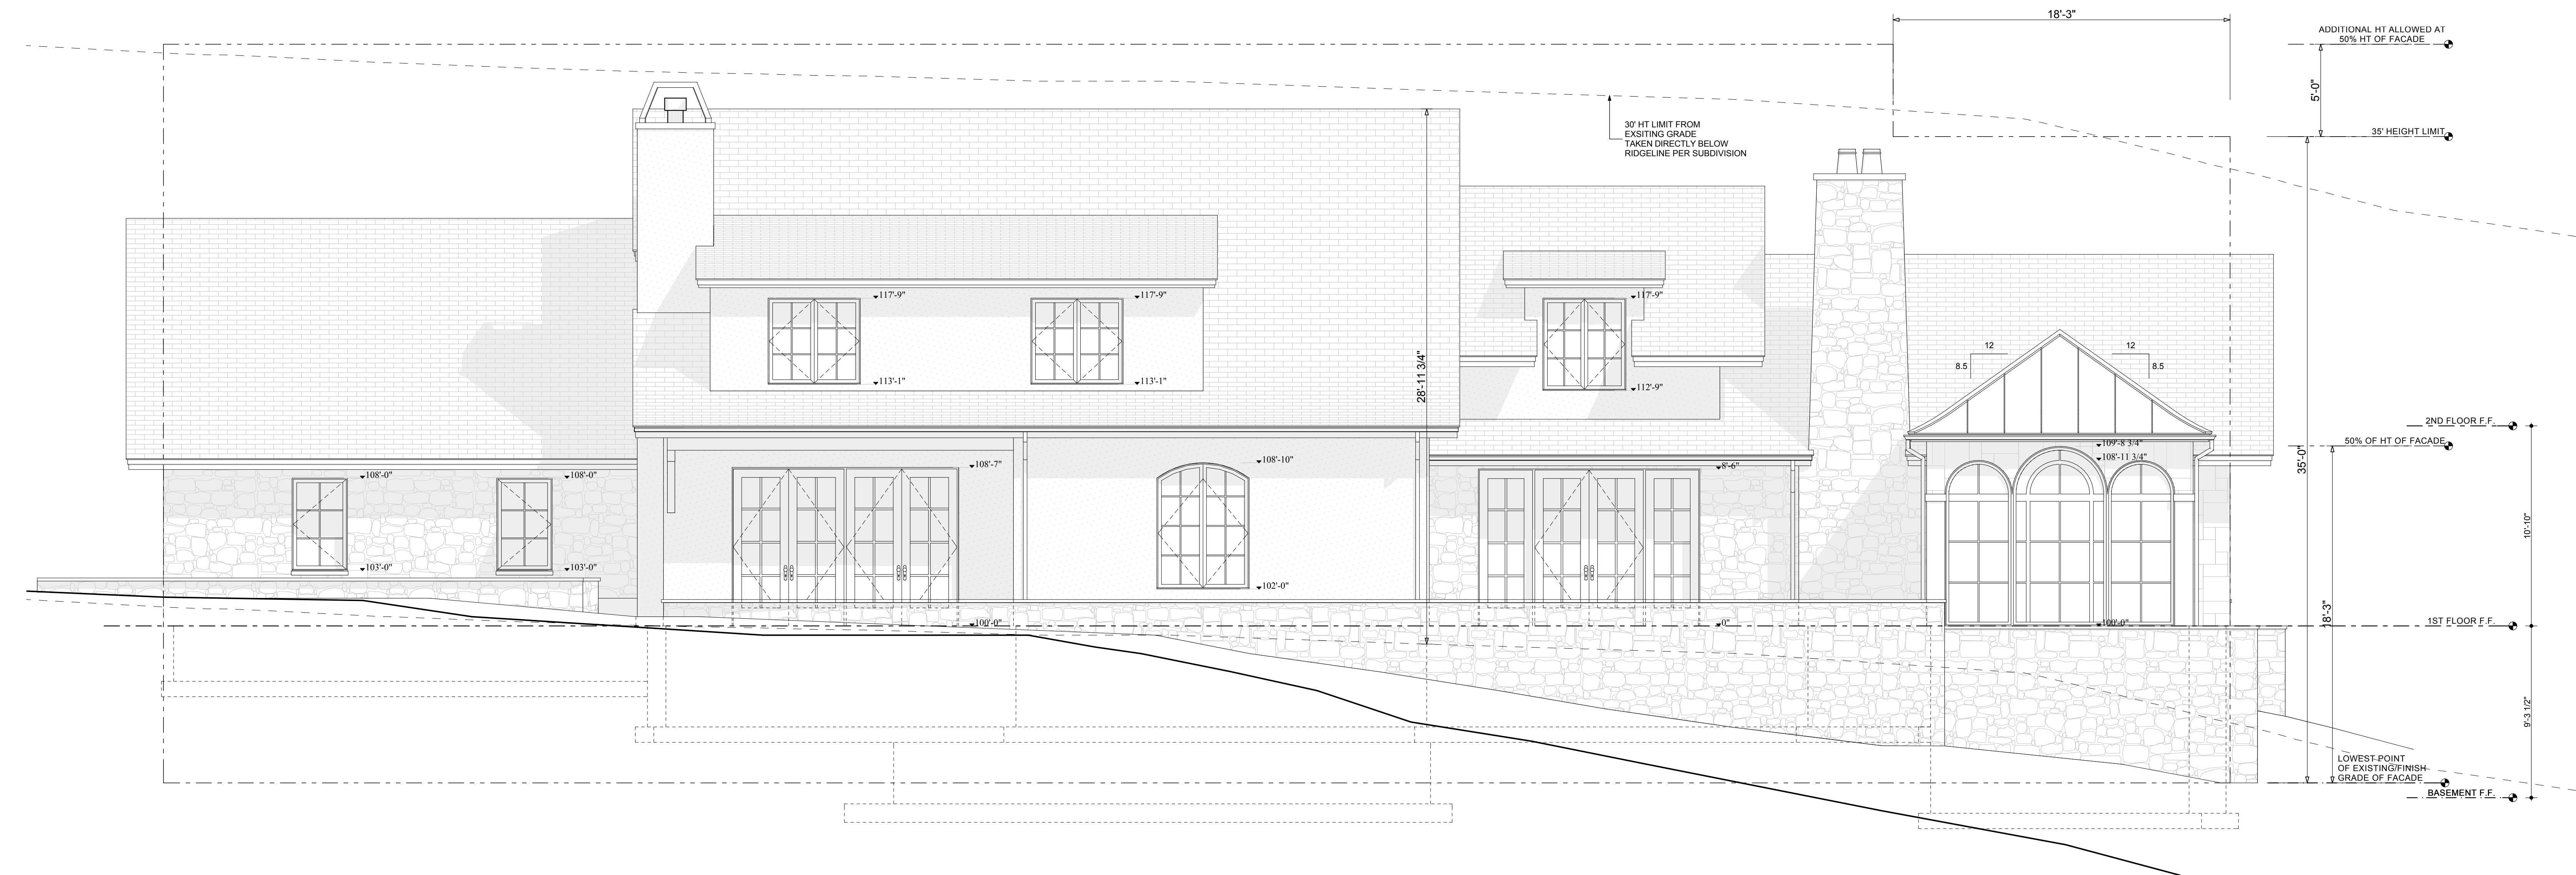 18'-3"
ADDITIONAL HT ALLOWED AT
50% HT OF FACADE
5'-0"
35' HEIGHT LIMIT
30' HT LIMIT FROM
EXSITING GRADE
TAKEN DIRECTLY BELOW
RIDGELINE PER SUBDIVISION
117'-9"
117'-9"
117'-9"
28'-11 3/4"
12
12
8.5
8.5
113'-1"
113'-1"
112'-9"
2ND FLOOR F.F.
50% OF HT OF FACADE
109'-8 3/4"
108'-11 3/4"
108'-0"
108'-0"
108'-7"
108'-10"
8'-6"
35'-0"
10'-10"
103'-0"
103'-0"
102'-0"
18'-3"
100'-0"
0"
100'-0"
1ST FLOOR F.F.
9'-3 1/2"
LOWEST POINT
OF EXISTING/FINISH
GRADE OF FACADE
BASEMENT F.F.